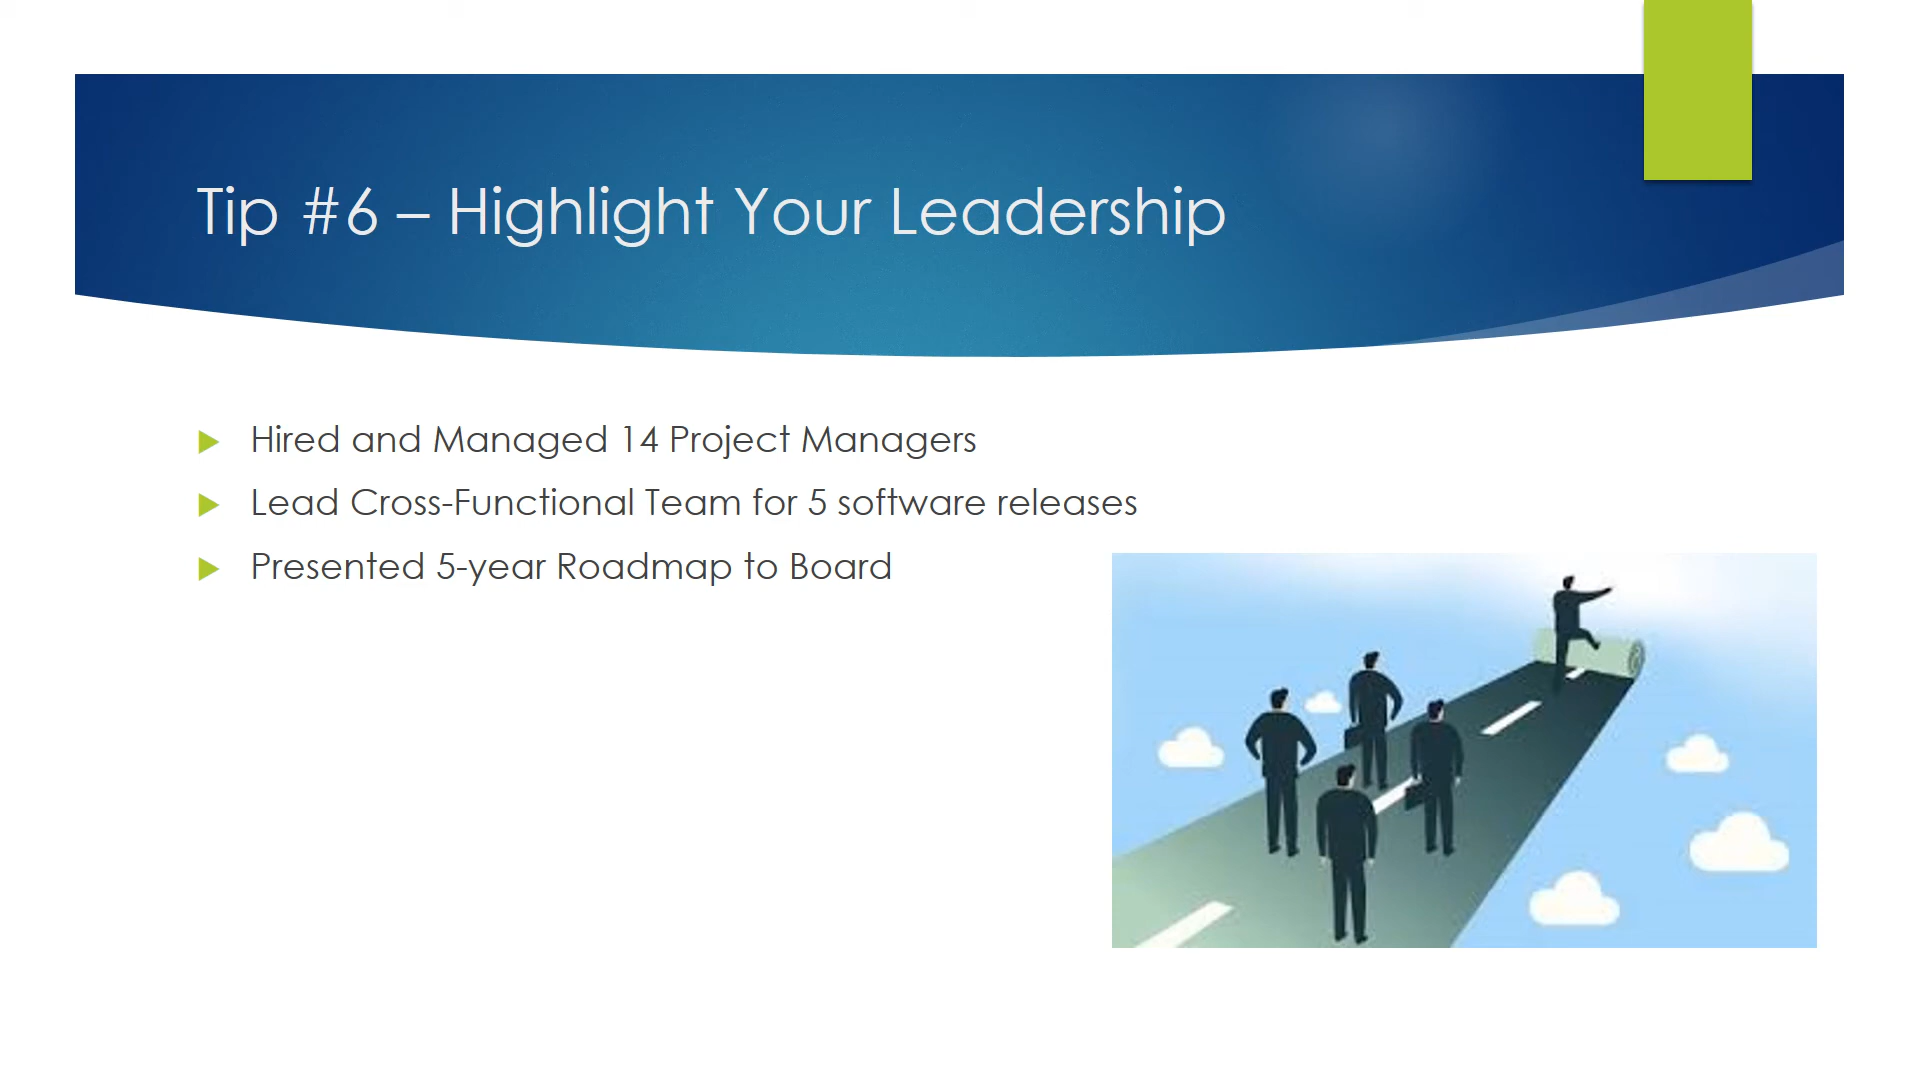 Tip #6 – Highlight Your Leadership
Hired and Managed 14 Project Managers
Lead Cross-Functional Team for 5 software releases
Presented 5-year Roadmap to Board